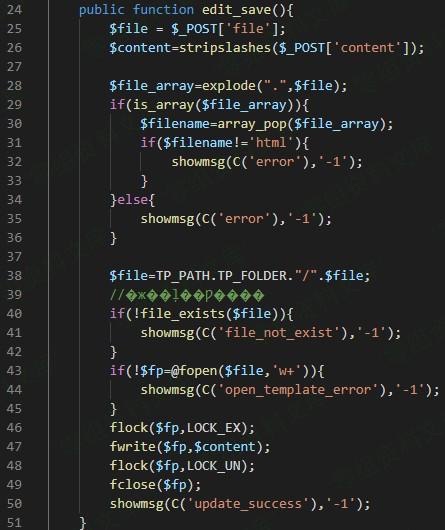 24 public function edit_save(){
25 $file = $_POST['file'];
26 $content=stripslashes($_POST['content']);
27
28 $file_array=explode(".",$file);
29 if(is_array($file_array)){
30 $filename=array_pop($file_array);
31 if($filename!='html'){
32 showmsg(C('error'),'-1');
33 }
34 }else{
35 showmsg(C('error'),'-1');
36 }
37
38 $file=TP_PATH.TP_FOLDER."/".$file;
39 //�ж��ļ��Ƿ����
40 if(!file_exists($file)){
41 showmsg(C('file_not_exist'),'-1');
42 }
43 if(!$fp=@fopen($file,'w+')){
44 showmsg(C('open_template_error'),'-1');
45 }
46 flock($fp,LOCK_EX);
47 fwrite($fp,$content);
48 flock($fp,LOCK_UN);
49 fclose($fp);
50 showmsg(C('update_success'),'-1');
51 }